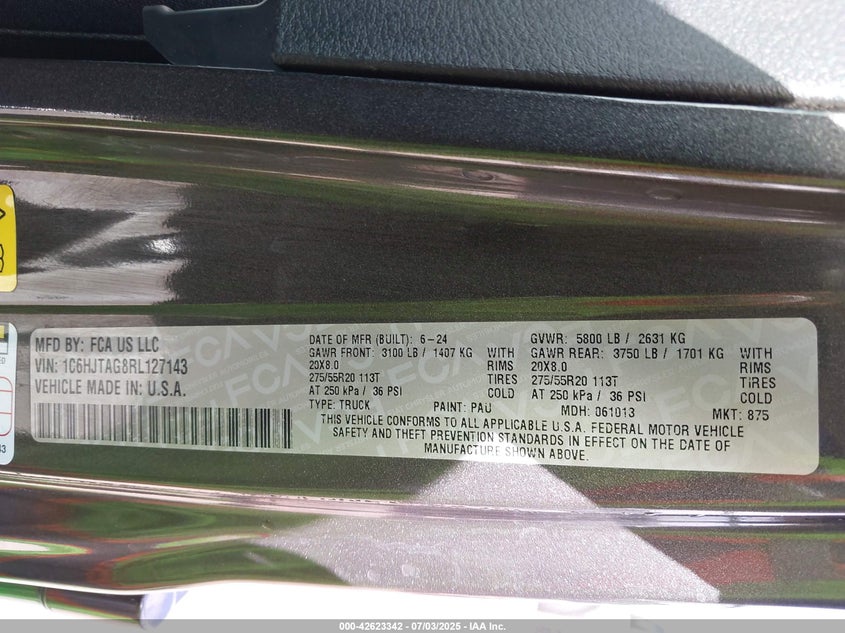 MFD BY: FCA US LLC
VIN: 1C6HJTAG8RL127143
VEHICLE MADE IN U.S.A.
DATE OF MFR (BUILT): 6-24
GAWR FRONT: 3100 LB / 1407 KG WITH
20X8.0 RIMS
275/55R20 113T TIRES
AT 250 kPa / 36 PSI COLD
TYPE: TRUCK PAINT: PAU MDH: 061013 MKT: 875
GVWR: 5800 LB / 2631 KG
GAWR REAR: 3750 LB / 1701 KG WITH
20X8.0 RIMS
275/55R20 113T TIRES
AT 250 kPa / 36 PSI COLD
THIS VEHICLE CONFORMS TO ALL APPLICABLE U.S.A. FEDERAL MOTOR VEHICLE
SAFETY AND THEFT PREVENTION STANDARDS IN EFFECT ON THE DATE OF
MANUFACTURE SHOWN ABOVE.
000-42623342 - 07/03/2025 - IAA Inc.